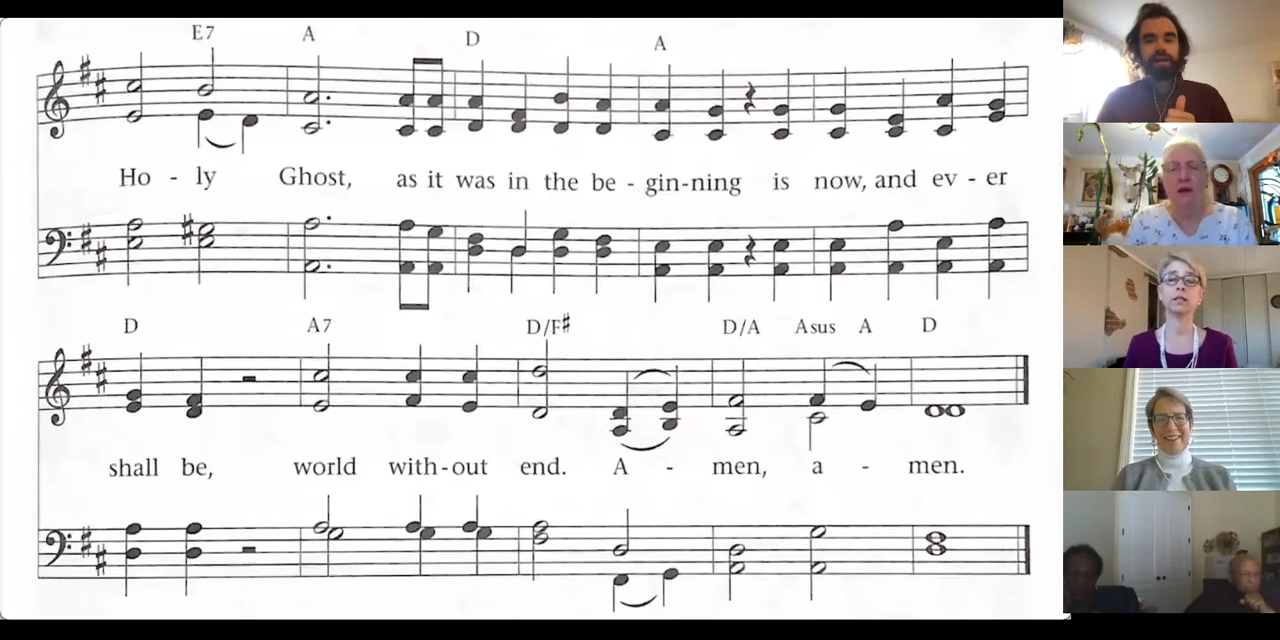 E7 A D A
Ho - ly Ghost, as it was in the be - gin-ning is now, and ev - er
D A7 D/F♯ D/A Asus A D
shall be, world with-out end. A - men, a - men.